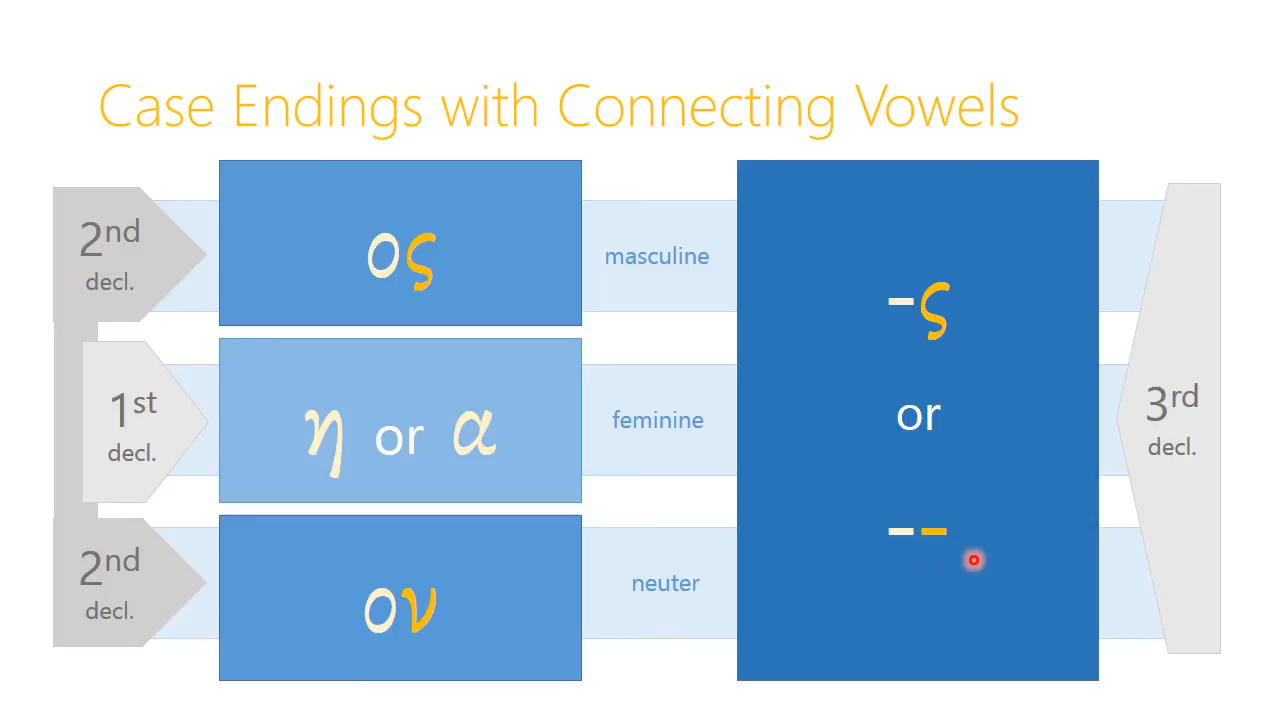 Case Endings with Connecting Vowels
2nd
decl.
ος
masculine
1st
decl.
η or α
feminine
2nd
decl.
ον
neuter
-ς
or
--
3rd
decl.